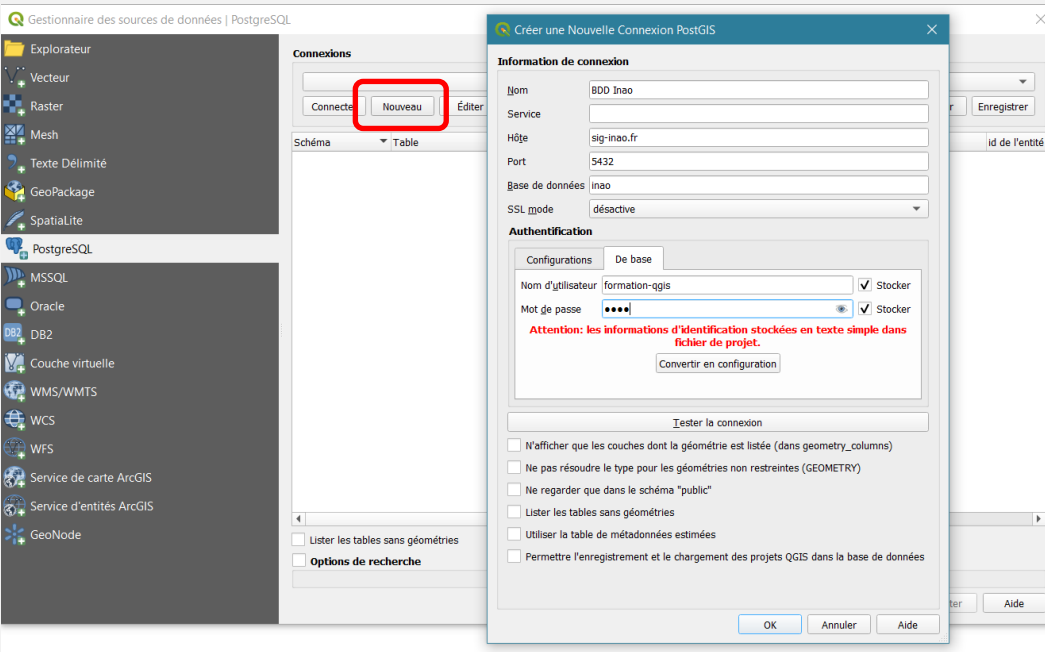 Gestionnaire des sources de données | PostgreSQL
Explorateur
Vecteur
Raster
Mesh
Texte Délimité
GeoPackage
SpatiaLite
PostgreSQL
MSSQL
Oracle
DB2
DB2
Couche virtuelle
WMS/WMTS
WCS
WFS
Service de carte ArcGIS
Service d'entités ArcGIS
GeoNode
Connexions
Connecte Nouveau Éditer
Enregistrer
Schéma Table
id de l'entité
Lister les tables sans géométries
Options de recherche
Aide
Créer une Nouvelle Connexion PostGIS
Information de connexion
Nom BDD Inao
Service
Hôte sig-inao.fr
Port 5432
Base de données inao
SSL mode désactive
Authentification
Configurations De base
Nom d'utilisateur formation-qgis Stocker
Mot de passe ●●●● Stocker
Attention: les informations d'identification stockées en texte simple dans
fichier de projet.
Convertir en configuration
Tester la connexion
N'afficher que les couches dont la géométrie est listée (dans geometry_columns)
Ne pas résoudre le type pour les géométries non restreintes (GEOMETRY)
Ne regarder que dans le schéma "public"
Lister les tables sans géométries
Utiliser la table de métadonnées estimées
Permettre l'enregistrement et le chargement des projets QGIS dans la base de données
OK Annuler Aide